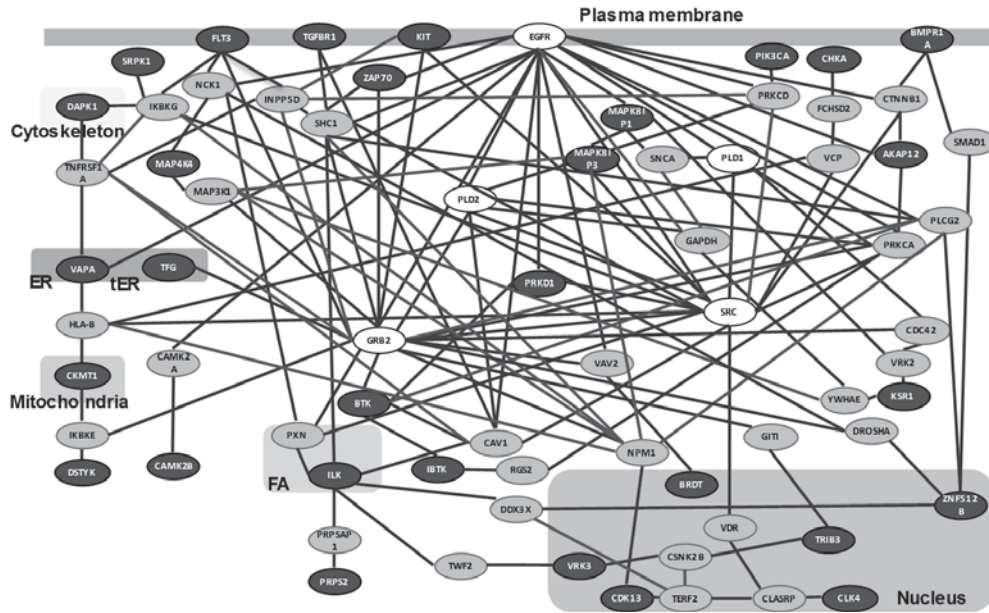 Plasma membrane
FLT3
TGFBR1
KIT
EGFR
BMPR1
A
SRPK1
NCK1
ZAP70
PIK3CA
CHKA
DAPK1
IKBKG
INPP5D
SHC1
PRKCD
FCHSD2
CTNNB1
Cytoskeleton
MAPK8I
P1
TNFRSF1
A
MAP4K4
MAP3K1
MAPK8I
P3
SNCA
PLD1
VCP
AKAP12
SMAD1
PLD2
GAPDH
PRKCA
PLCG2
VAPA
TFG
ER
tER
PRKD1
SRC
HLA-B
GRB2
CDC42
CAMK2
A
VAV2
VRK2
CKMT1
Mitochondria
BTK
YWHAE
KSR1
IKBKE
PXN
CAV1
NPM1
GITI
DROSHA
DSTYK
CAMK2B
FA
ILK
IBTK
RGS2
BRDT
ZNF512
B
DDX3X
VDR
PRPSAP
1
TRIB3
PRPS2
TWF2
VRK3
CSNK2B
CDK13
TERF2
CLASRP
CLK4
Nucleus